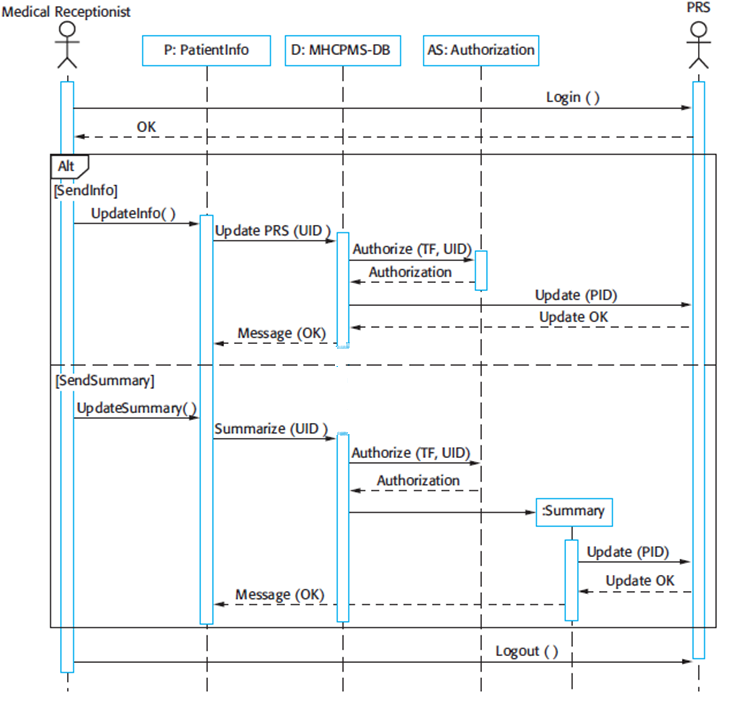 Medical Receptionist
PRS
P: PatientInfo
D: MHCPMS-DB
AS: Authorization
Login ( )
OK
Alt
[SendInfo]
UpdateInfo( )
Update PRS (UID )
Authorize (TF, UID)
Authorization
Update (PID)
Update OK
Message (OK)
[SendSummary]
UpdateSummary( )
Summarize (UID )
Authorize (TF, UID)
Authorization
:Summary
Update (PID)
Update OK
Message (OK)
Logout ( )